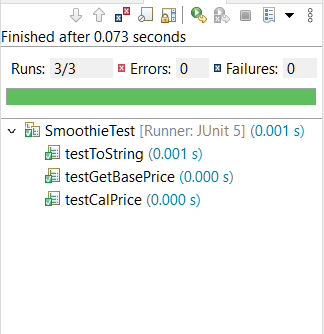 Finished after 0.073 seconds
Runs: 3/3 Errors: 0 Failures: 0
SmoothieTest [Runner: JUnit 5] (0.001 s)
testToString (0.001 s)
testGetBasePrice (0.000 s)
testCalPrice (0.000 s)